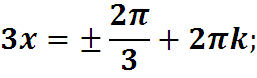 3x = ± 2π/3 + 2πk;